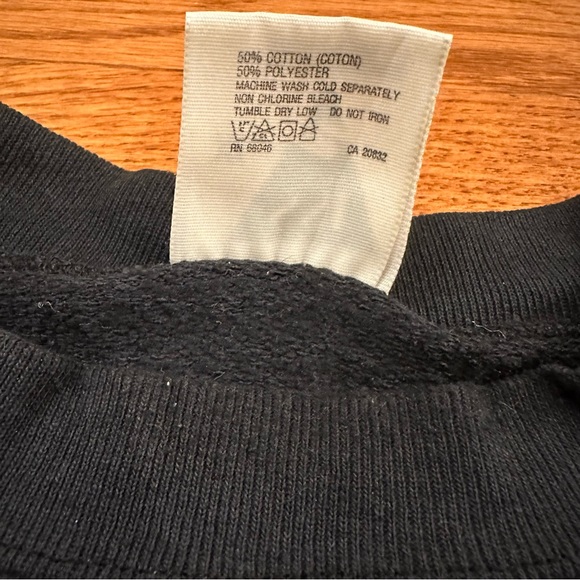 50% COTTON (COTON)
50% POLYESTER
MACHINE WASH COLD SEPARATELY
NON CHLORINE BLEACH
TUMBLE DRY LOW DO NOT IRON
RN 68046 CA 20832